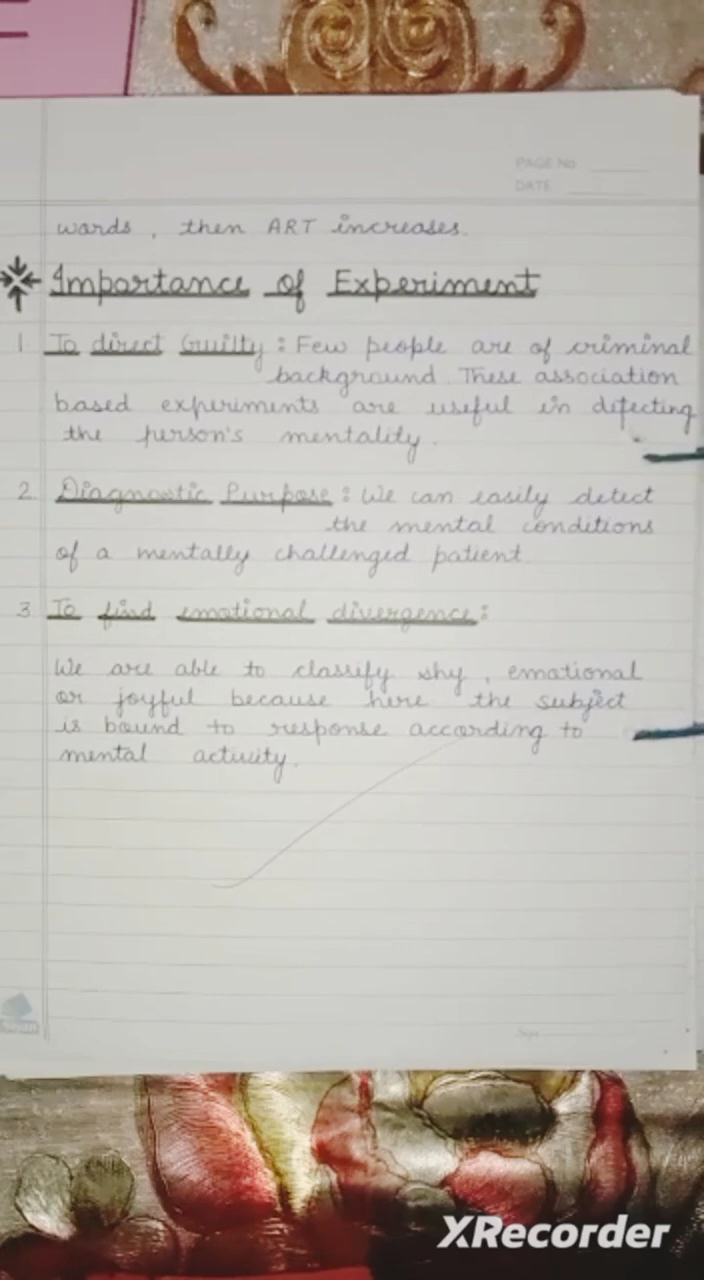 PAGE No
DATE
words, then ART increases.
Importance of Experiment
1 To direct Guilty : Few people are of criminal
background. These association
based experiments are useful in ditecting
the person's mentality.
2 Diagnostic Purpose : We can easily detect
the mental conditions
of a mentally challenged patient
3 To find emotional divergence :
We are able to classify shy, emotional
or joyful because here the subject
is bound to response according to
mental activity.
XRecorder